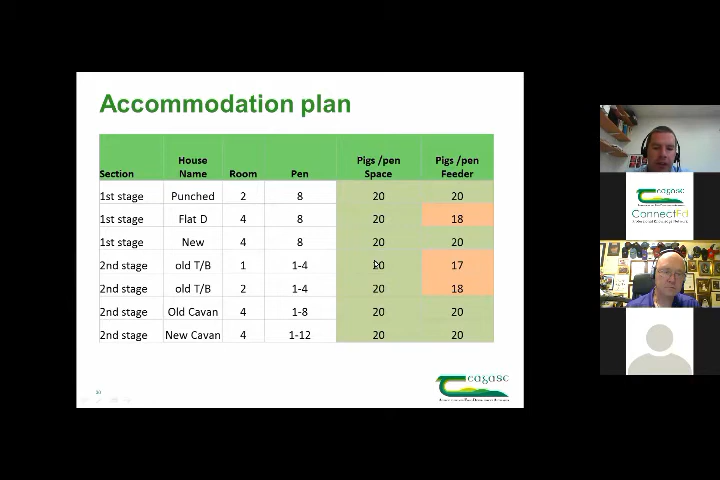 Accommodation plan
Section House Name Room Pen Pigs /pen Space Pigs /pen Feeder
1st stage Punched 2 8 20 20
1st stage Flat D 4 8 20 18
1st stage New 4 8 20 20
2nd stage old T/B 1 1-4 20 17
2nd stage old T/B 2 1-4 20 18
2nd stage Old Cavan 4 1-8 20 20
2nd stage New Cavan 4 1-12 20 20
teagasc
teagasc
ConnectEd